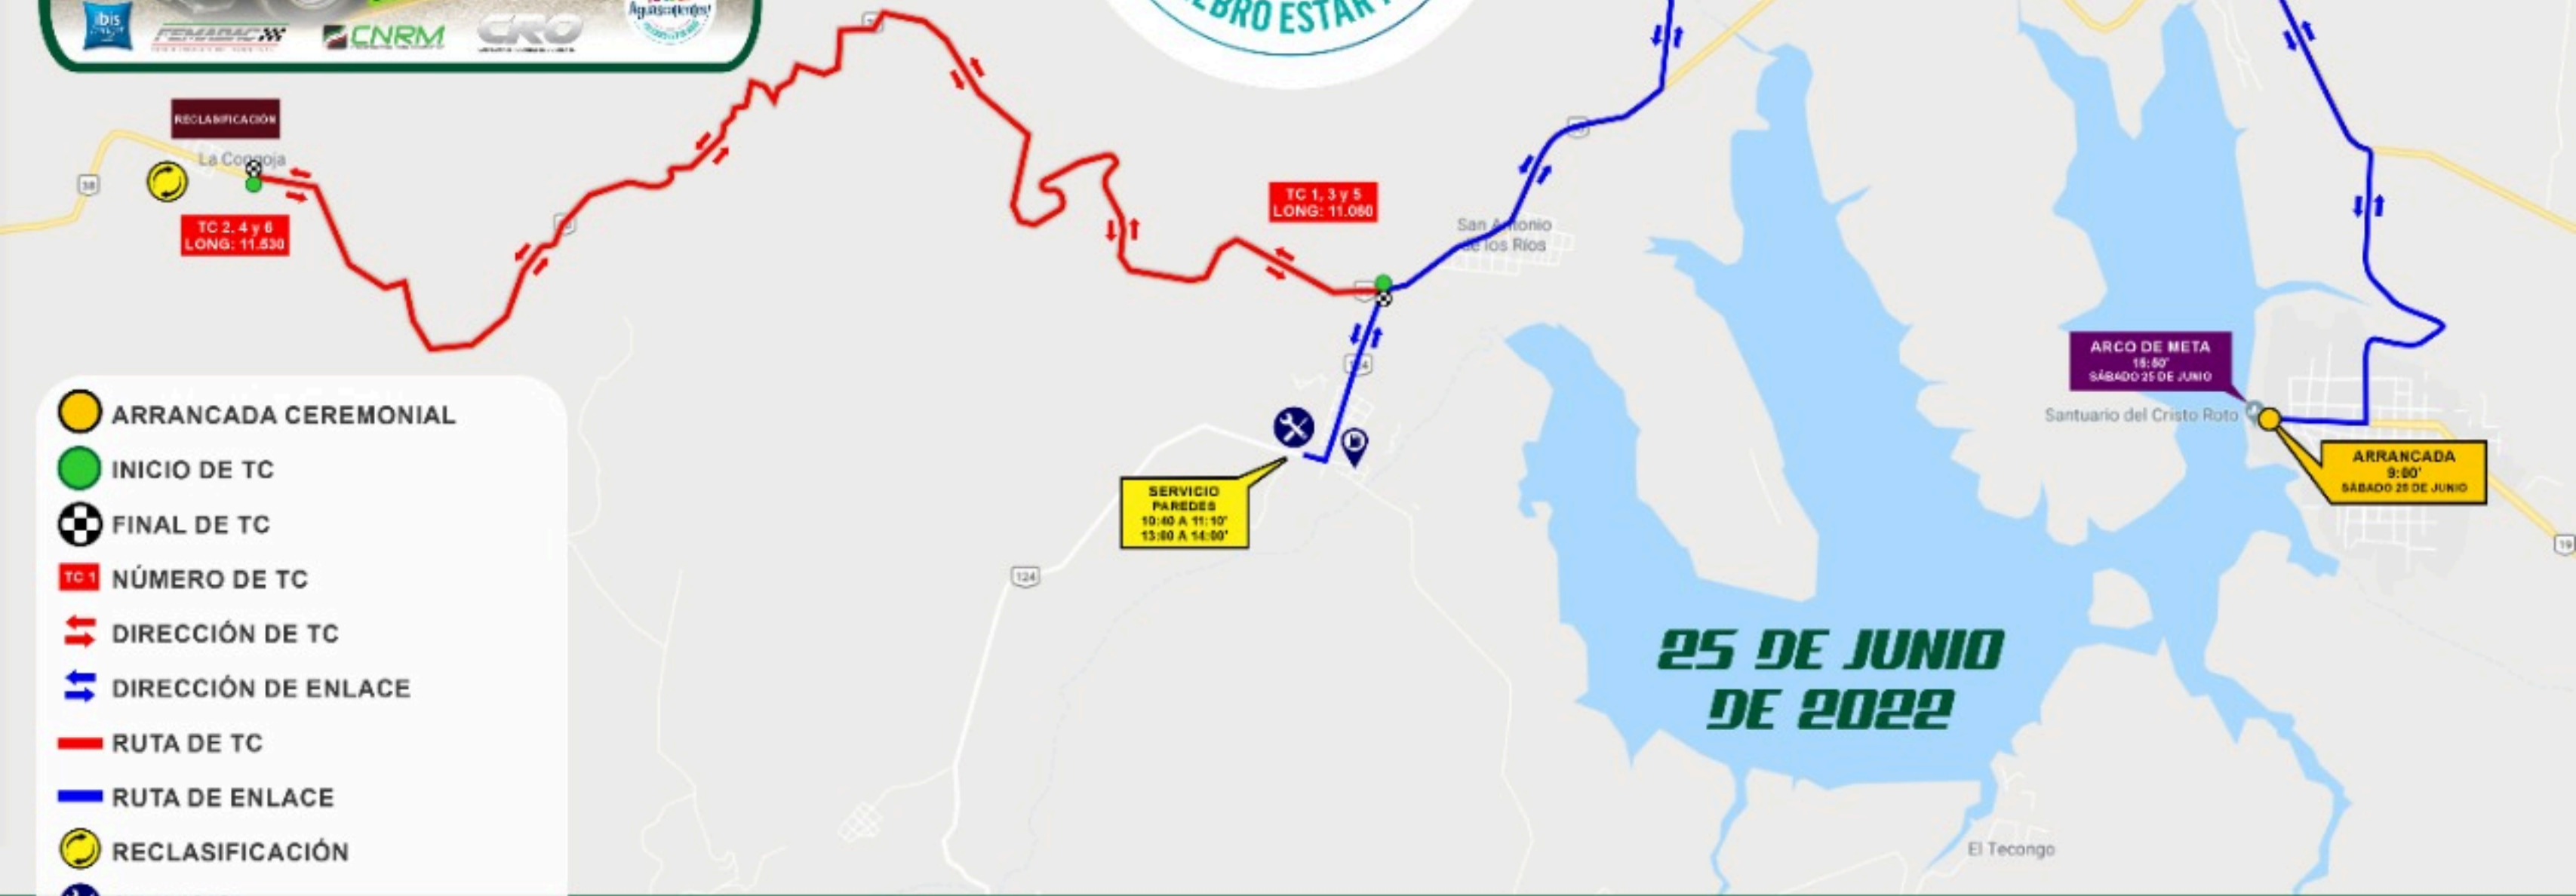 ibis
FEMADAC
CNRM
CRO
Aguascalientes!
EBRO ESTAR
RECLASIFICACIÓN
La Congoja
38
TC 2, 4 y 6
LONG: 11.530
TC 1, 3 y 5
LONG: 11.060
San Antonio
de los Ríos
ARCO DE META
SÁBADO 25 DE JUNIO
Santuario del Cristo Roto
ARRANCADA
9:00'
SÁBADO 25 DE JUNIO
19
SERVICIO
PAREDES
10:40 A 11:10'
13:00 A 14:00'
124
25 DE JUNIO
DE 2022
El Tecongo
ARRANCADA CEREMONIAL
INICIO DE TC
FINAL DE TC
TC 1 NÚMERO DE TC
DIRECCIÓN DE TC
DIRECCIÓN DE ENLACE
RUTA DE TC
RUTA DE ENLACE
RECLASIFICACIÓN